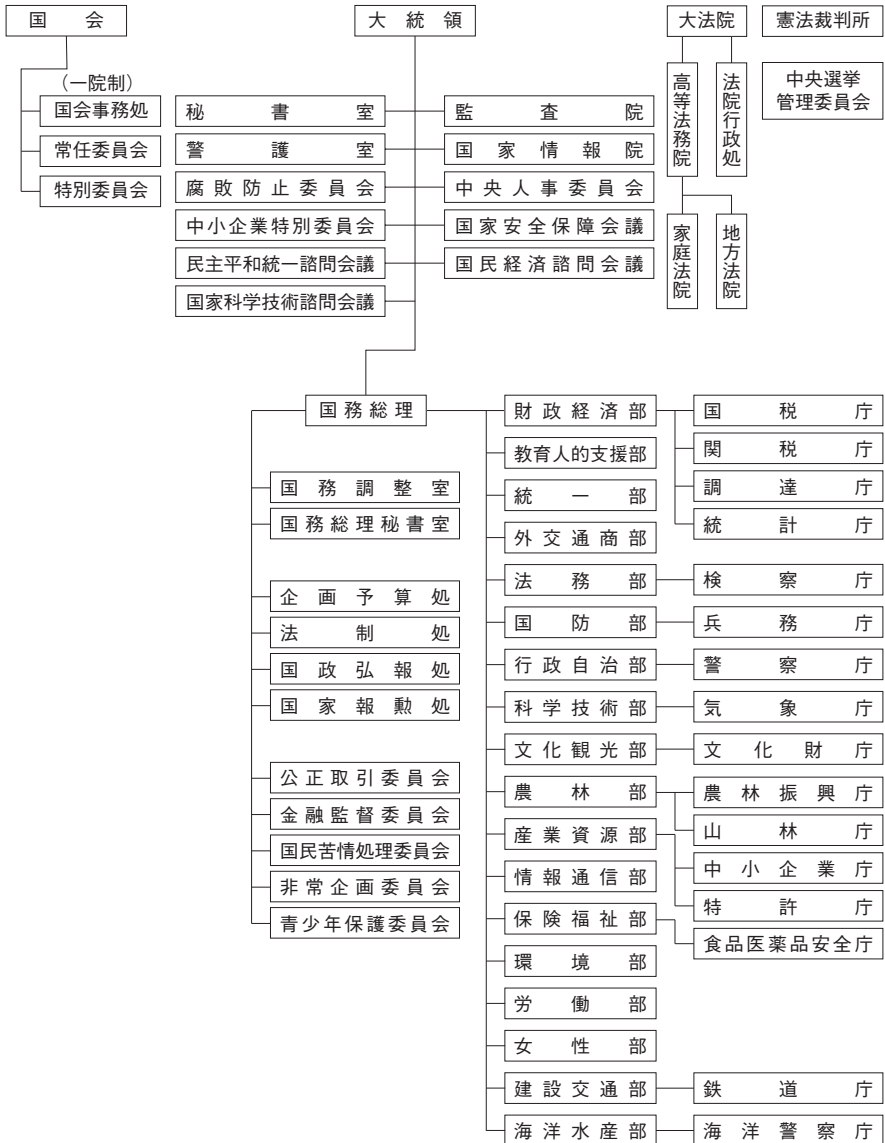 国会
大統領
大法院
憲法裁判所
（一院制）
国会事務処
常任委員会
特別委員会
秘書室
警護室
腐敗防止委員会
中小企業特別委員会
民主平和統一諮問会議
国家科学技術諮問会議
監査院
国家情報院
中央人事委員会
国家安全保障会議
国民経済諮問会議
高等法務院
法院行政処
家庭法院
地方法院
中央選挙
管理委員会
国務総理
国務調整室
国務総理秘書室
企画予算処
法制処
国政弘報処
国家報勲処
公正取引委員会
金融監督委員会
国民苦情処理委員会
非常企画委員会
青少年保護委員会
財政経済部
教育人的支援部
統一部
外交通商部
法務部
国防部
行政自治部
科学技術部
文化観光部
農林部
産業資源部
情報通信部
保険福祉部
環境部
労働部
女性部
建設交通部
海洋水産部
国税庁
関税庁
調達庁
統計庁
検察庁
兵務庁
警察庁
気象庁
文化財庁
農林振興庁
山林庁
中小企業庁
特許庁
食品医薬品安全庁
鉄道庁
海洋警察庁